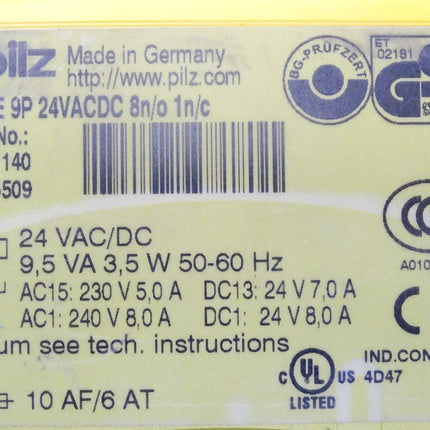 pilz Made in Germany
http://www.pilz.com
E 9P 24VACDC 8n/o 1n/c
No.:
140
509
BG-PRÜFZERT
ET
02181
GS
24 VAC/DC
9,5 VA 3,5 W 50-60 Hz
AC15: 230 V 5,0 A DC13: 24 V 7,0 A
AC1: 240 V 8,0 A DC1: 24 V 8,0 A
um see tech. instructions
10 AF/6 AT
CCC
A010
C
C UL US
LISTED
IND.CON
4D47